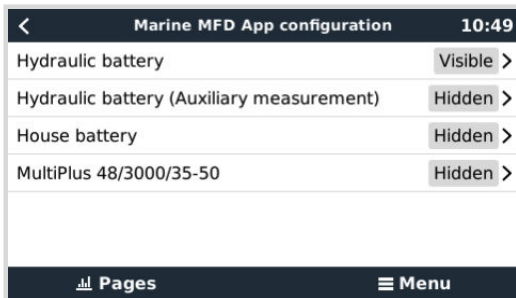 Marine MFD App configuration 10:49
Hydraulic battery Visible
Hydraulic battery (Auxiliary measurement) Hidden
House battery Hidden
MultiPlus 48/3000/35-50 Hidden
Pages Menu